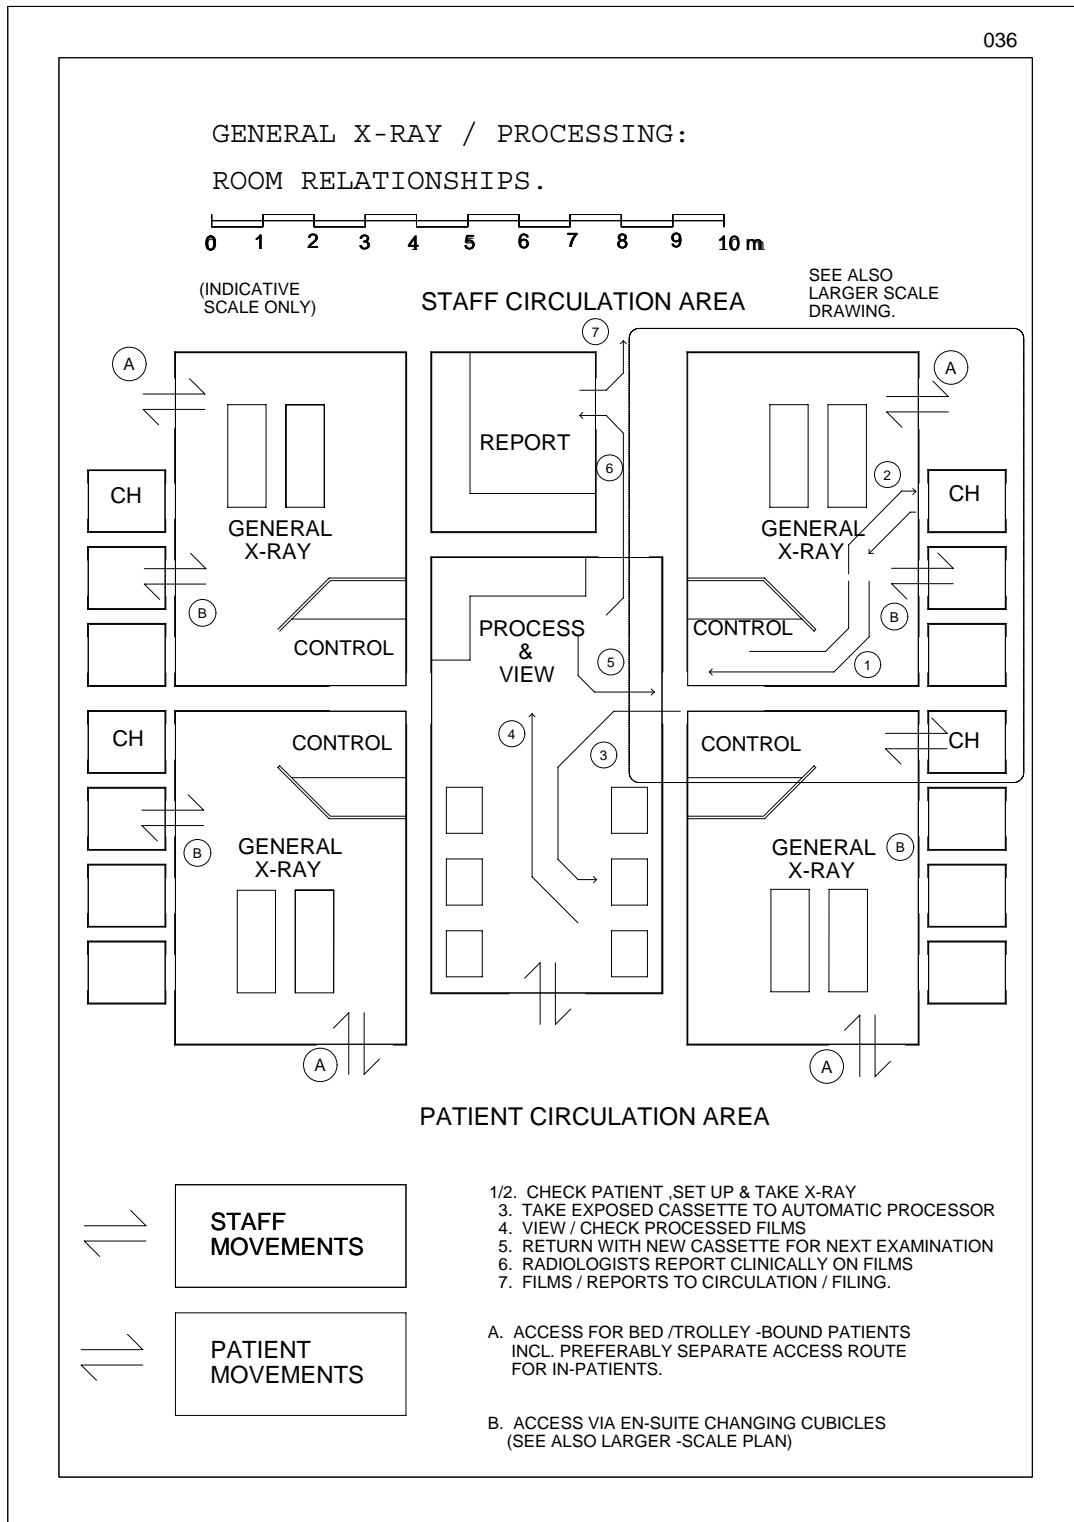 036
GENERAL X-RAY / PROCESSING:
ROOM RELATIONSHIPS.
0 1 2 3 4 5 6 7 8 9 10 m
(INDICATIVE
SCALE ONLY)
STAFF CIRCULATION AREA
SEE ALSO
LARGER SCALE
DRAWING.
7
A
A
REPORT
6
2
CH
CH
GENERAL
X-RAY
GENERAL
X-RAY
B
B
CONTROL
PROCESS
&
VIEW
CONTROL
5
1
CH
CONTROL
4
3
CONTROL
CH
B
GENERAL
X-RAY
GENERAL
X-RAY
B
A
A
PATIENT CIRCULATION AREA
STAFF
MOVEMENTS
PATIENT
MOVEMENTS
1/2. CHECK PATIENT ,SET UP & TAKE X-RAY
3. TAKE EXPOSED CASSETTE TO AUTOMATIC PROCESSOR
4. VIEW / CHECK PROCESSED FILMS
5. RETURN WITH NEW CASSETTE FOR NEXT EXAMINATION
6. RADIOLOGISTS REPORT CLINICALLY ON FILMS
7. FILMS / REPORTS TO CIRCULATION / FILING.
A. ACCESS FOR BED /TROLLEY -BOUND PATIENTS
INCL. PREFERABLY SEPARATE ACCESS ROUTE
FOR IN-PATIENTS.
B. ACCESS VIA EN-SUITE CHANGING CUBICLES
(SEE ALSO LARGER -SCALE PLAN)